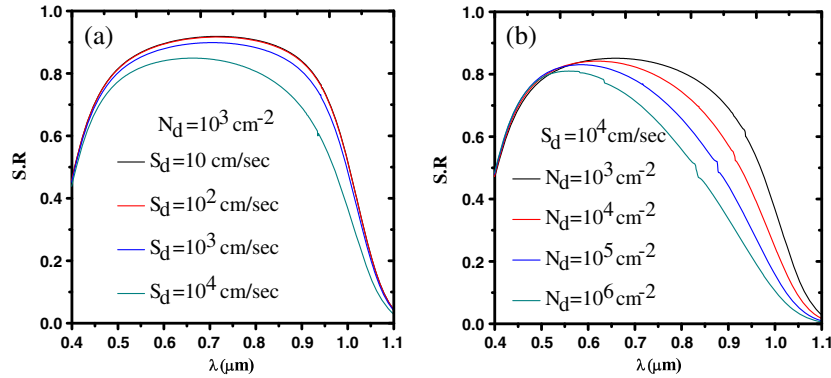 (a)
S.R
1.0
0.8
0.6
0.4
0.2
0.0
N_d=10^3 cm^-2
S_d=10 cm/sec
S_d=10^2 cm/sec
S_d=10^3 cm/sec
S_d=10^4 cm/sec
0.4 0.5 0.6 0.7 0.8 0.9 1.0 1.1
λ(μm)
(b)
S.R
1.0
0.8
0.6
0.4
0.2
0.0
S_d=10^4 cm/sec
N_d=10^3 cm^-2
N_d=10^4 cm^-2
N_d=10^5 cm^-2
N_d=10^6 cm^-2
0.4 0.5 0.6 0.7 0.8 0.9 1.0 1.1
λ(μm)